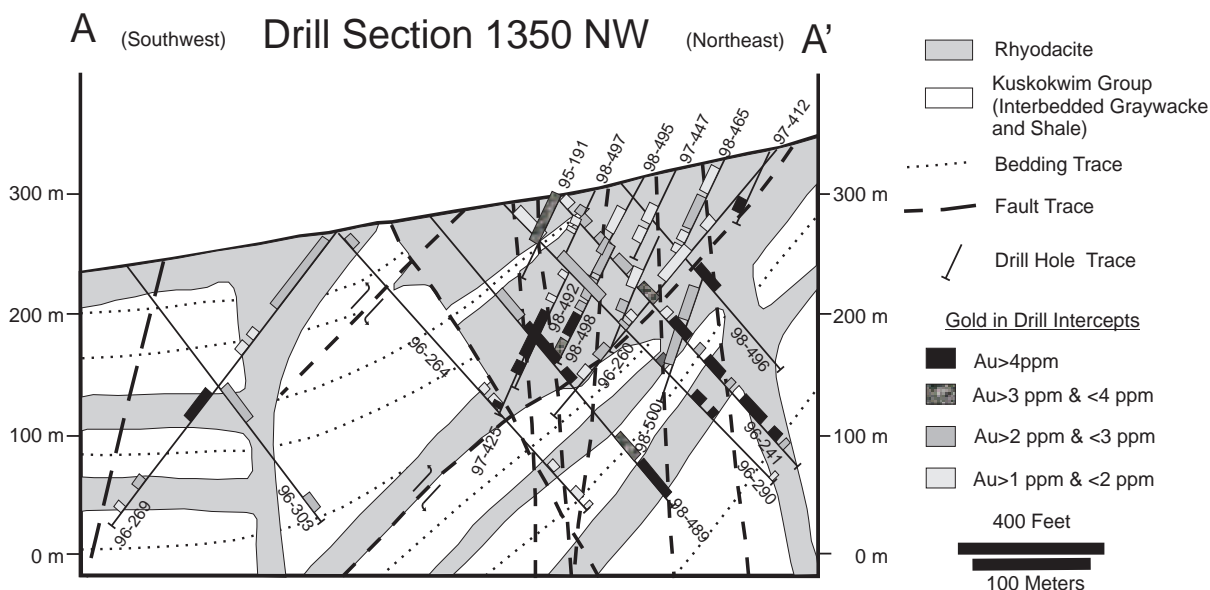 A (Southwest) Drill Section 1350 NW (Northeast) A’
Rhyodacite
Kuskokwim Group
(Interbedded Graywacke
and Shale)
Bedding Trace
Fault Trace
Drill Hole Trace
Gold in Drill Intercepts
Au>4ppm
Au>3 ppm & <4 ppm
Au>2 ppm & <3 ppm
Au>1 ppm & <2 ppm
400 Feet
100 Meters
300 m
200 m
100 m
0 m
300 m
200 m
100 m
0 m
95-191
98-497
98-495
97-447
98-465
97-412
98-492
98-498
96-260
96-264
97-425
98-500
98-489
98-496
96-241
96-290
96-269
96-303